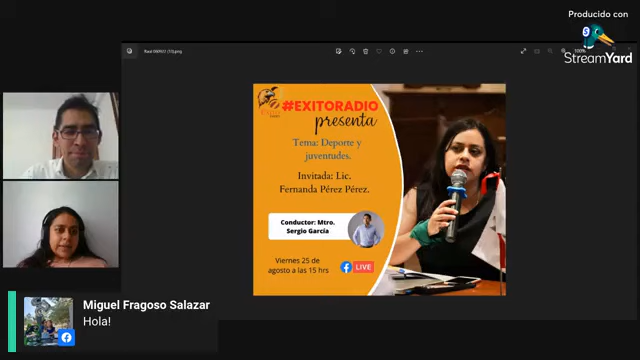 Producido con
StreamYard
100%
#EXITORADIO
presenta
Tema: Deporte y
juventudes.
Invitada: Lic.
Fernanda Pérez Pérez.
Conductor: Mtro.
Sergio García
Viernes 25 de
agosto a las 15 hrs
LIVE
Miguel Fragoso Salazar
Hola!